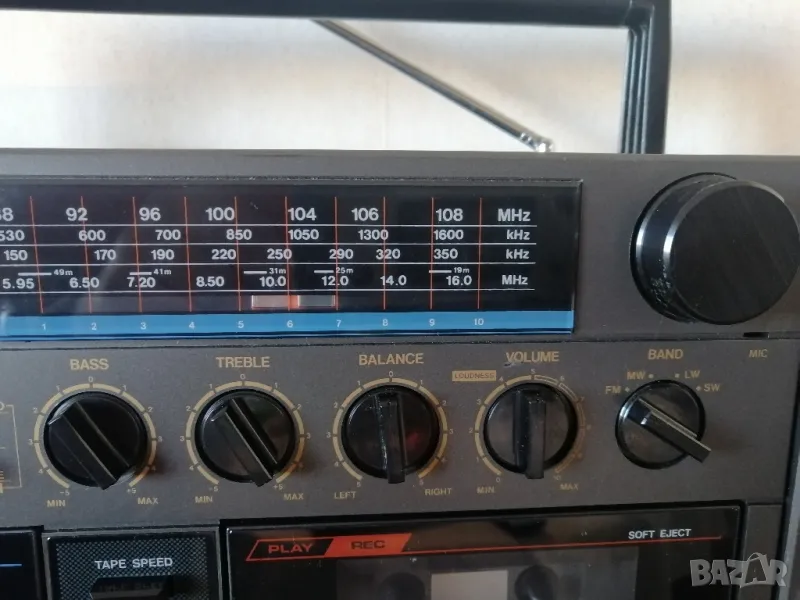 88 92 96 100 104 106 108 MHz
530 600 700 850 1050 1300 1600 kHz
150 170 190 220 250 290 320 350 kHz
49m 41m 31m 25m 19m
5.95 6.50 7.20 8.50 10.0 12.0 14.0 16.0 MHz
1 2 3 4 5 6 7 8 9 10
BASS TREBLE BALANCE VOLUME BAND MIC
LOUDNESS
FM MW LW SW
MIN MAX MIN MAX LEFT RIGHT MIN MAX
PLAY REC SOFT EJECT
TAPE SPEED
BAZAR